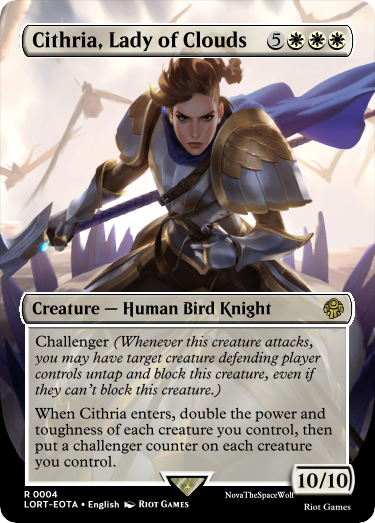 Cithria, Lady of Clouds 5
Creature — Human Bird Knight
Challenger (Whenever this creature attacks,
you may have target creature defending player
controls untap and block this creature, even if
they can't block this creature.)
When Cithria enters, double the power and
toughness of each creature you control, then
put a challenger counter on each creature
you control.
10/10
R 0004
LORT-EOTA • English Riot Games
NovaTheSpaceWolf
Riot Games